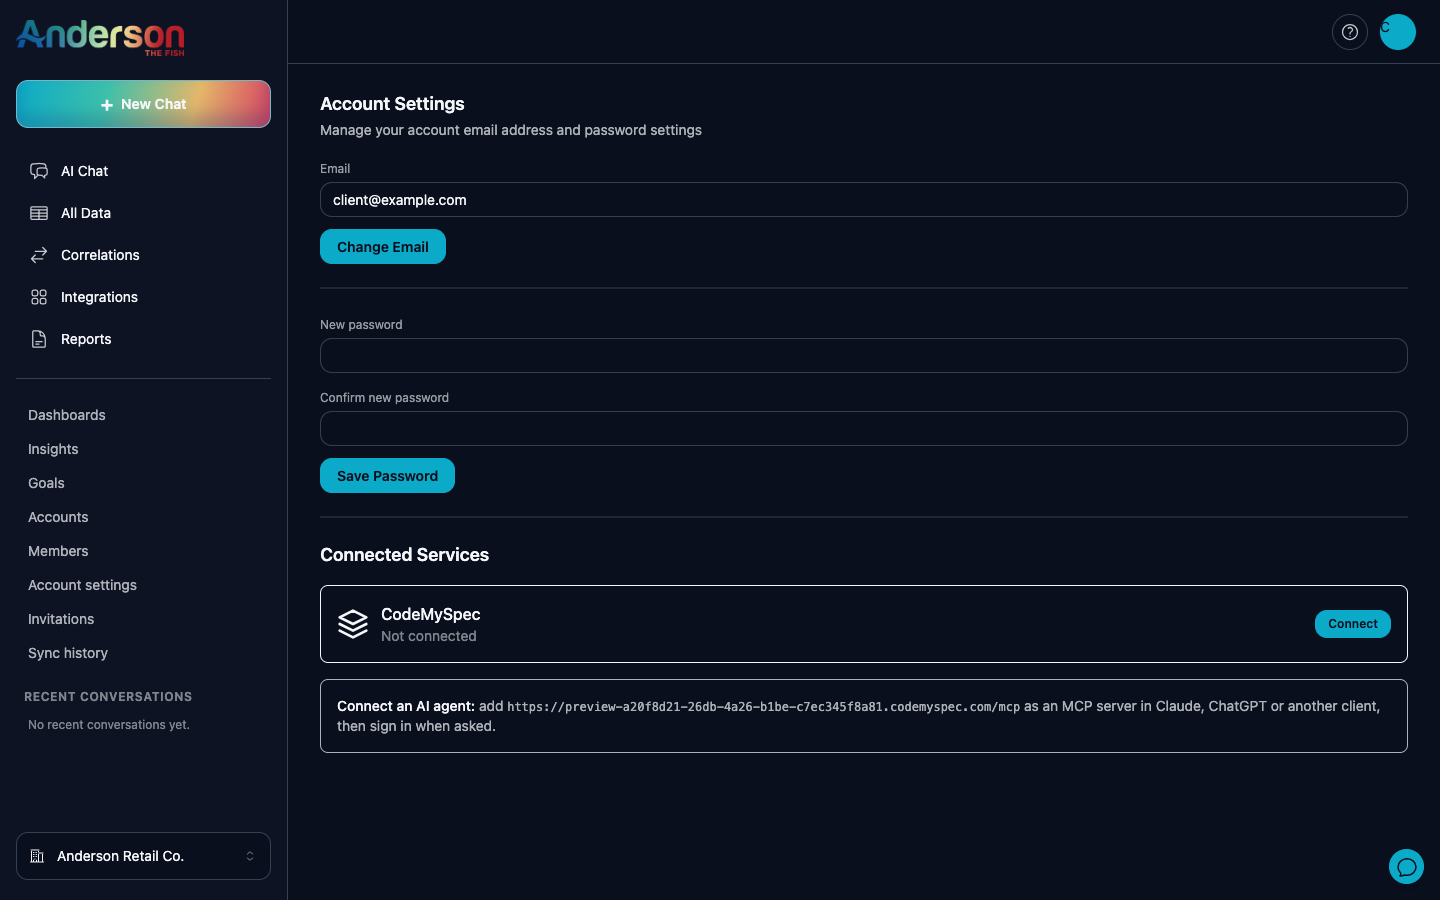 Anderson
THE FISH
New Chat
AI Chat
All Data
Correlations
Integrations
Reports
Dashboards
Insights
Goals
Accounts
Members
Account settings
Invitations
Sync history
RECENT CONVERSATIONS
No recent conversations yet.
Anderson Retail Co.
C
Account Settings
Manage your account email address and password settings
Email
client@example.com
Change Email
New password
Confirm new password
Save Password
Connected Services
CodeMySpec
Not connected
Connect
Connect an AI agent: add https://preview-a20f8d21-26db-4a26-b1be-c7ec345f8a81.codemyspec.com/mcp as an MCP server in Claude, ChatGPT or another client,
then sign in when asked.